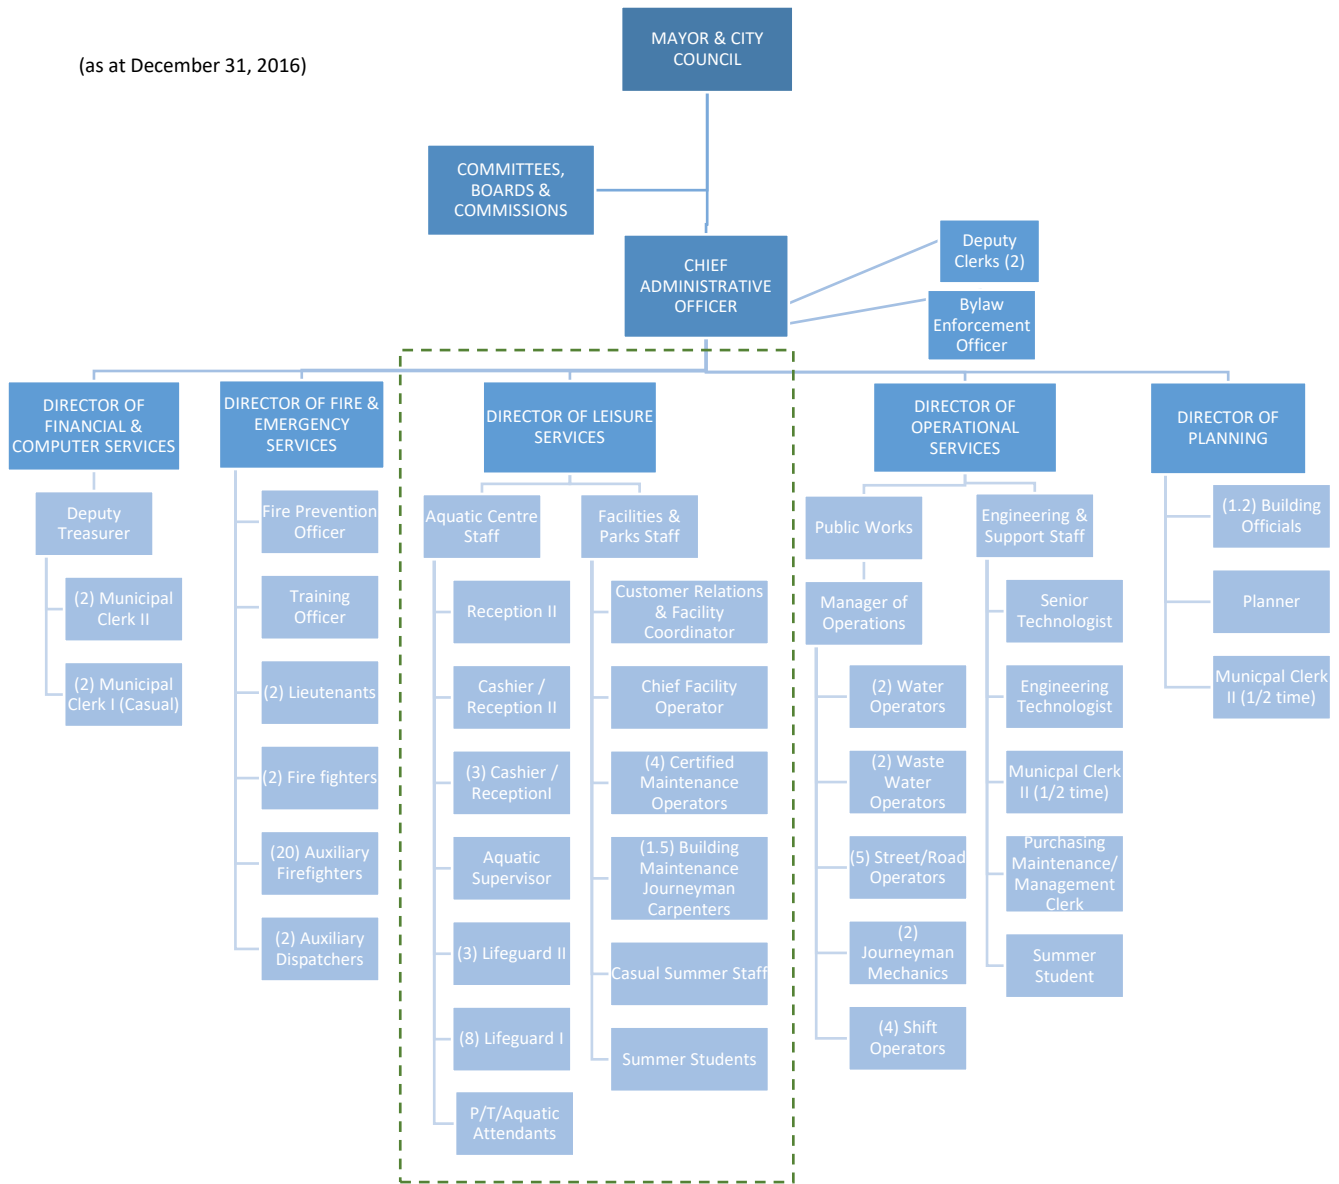 (as at December 31, 2016)
MAYOR & CITY
COUNCIL
COMMITTEES,
BOARDS &
COMMISSIONS
CHIEF
ADMINISTRATIVE
OFFICER
Deputy
Clerks (2)
Bylaw
Enforcement
Officer
DIRECTOR OF
FINANCIAL &
COMPUTER SERVICES
Deputy
Treasurer
(2) Municipal
Clerk II
(2) Municipal
Clerk I (Casual)
DIRECTOR OF FIRE &
EMERGENCY
SERVICES
Fire Prevention
Officer
Training
Officer
(2) Lieutenants
(2) Fire fighters
(20) Auxiliary
Firefighters
(2) Auxiliary
Dispatchers
DIRECTOR OF LEISURE
SERVICES
Aquatic Centre
Staff
Reception II
Cashier /
Reception II
(3) Cashier /
ReceptionI
Aquatic
Supervisor
(3) Lifeguard II
(8) Lifeguard I
P/T/Aquatic
Attendants
Facilities &
Parks Staff
Customer Relations
& Facility
Coordinator
Chief Facility
Operator
(4) Certified
Maintenance
Operators
(1.5) Building
Maintenance
Journeyman
Carpenters
Casual Summer Staff
Summer Students
DIRECTOR OF
OPERATIONAL
SERVICES
Public Works
Manager of
Operations
(2) Water
Operators
(2) Waste
Water
Operators
(5) Street/Road
Operators
(2)
Journeyman
Mechanics
(4) Shift
Operators
Engineering &
Support Staff
Senior
Technologist
Engineering
Technologist
Municpal Clerk
II (1/2 time)
Purchasing
Maintenance/
Management
Clerk
Summer
Student
DIRECTOR OF
PLANNING
(1.2) Building
Officials
Planner
Municpal Clerk
II (1/2 time)